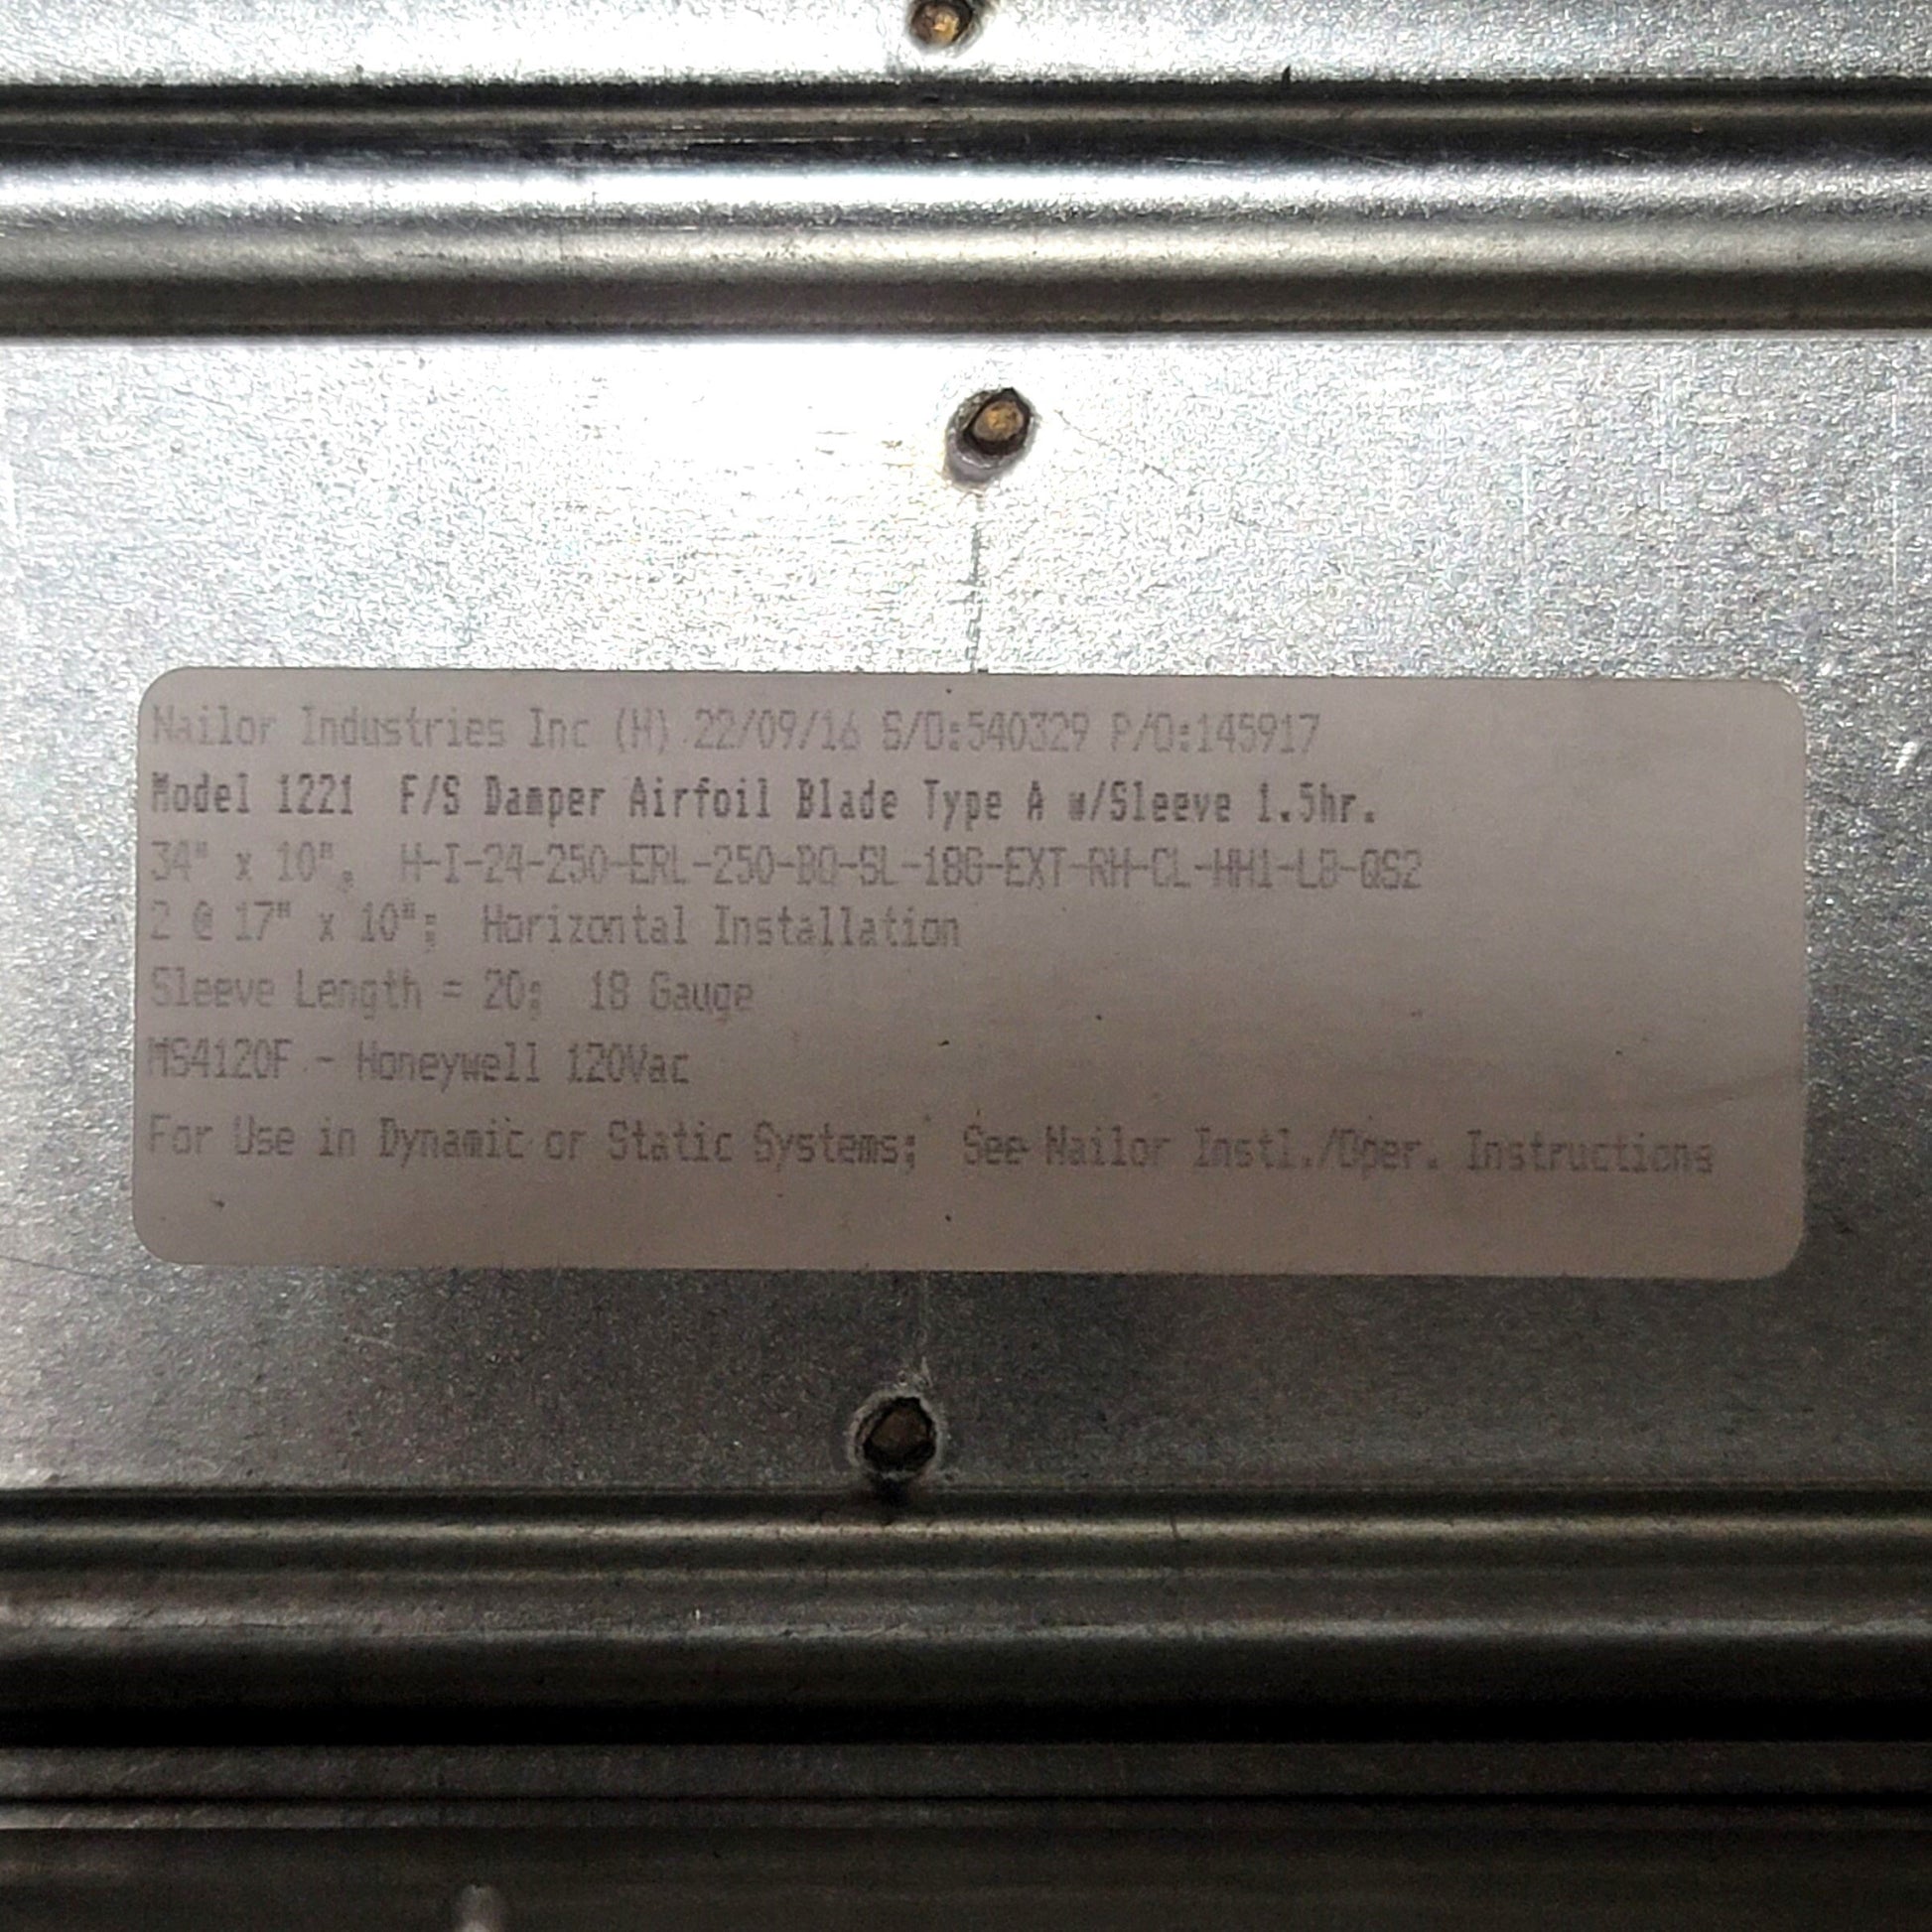 Nailor Industries Inc (H) 22/09/16 S/O:540329 P/O:145917
Model 1221 F/S Damper Airfoil Blade Type A w/Sleeve 1.5hr.
34" x 10", H-I-24-250-ERL-250-BO-SL-18G-EXT-RH-CL-HH1-LB-QS2
2 @ 17" x 10"; Horizontal Installation
Sleeve Length = 20; 18 Gauge
MS4120F - Honeywell 120Vac
For Use in Dynamic or Static Systems; See Nailor Instl./Oper. Instructions